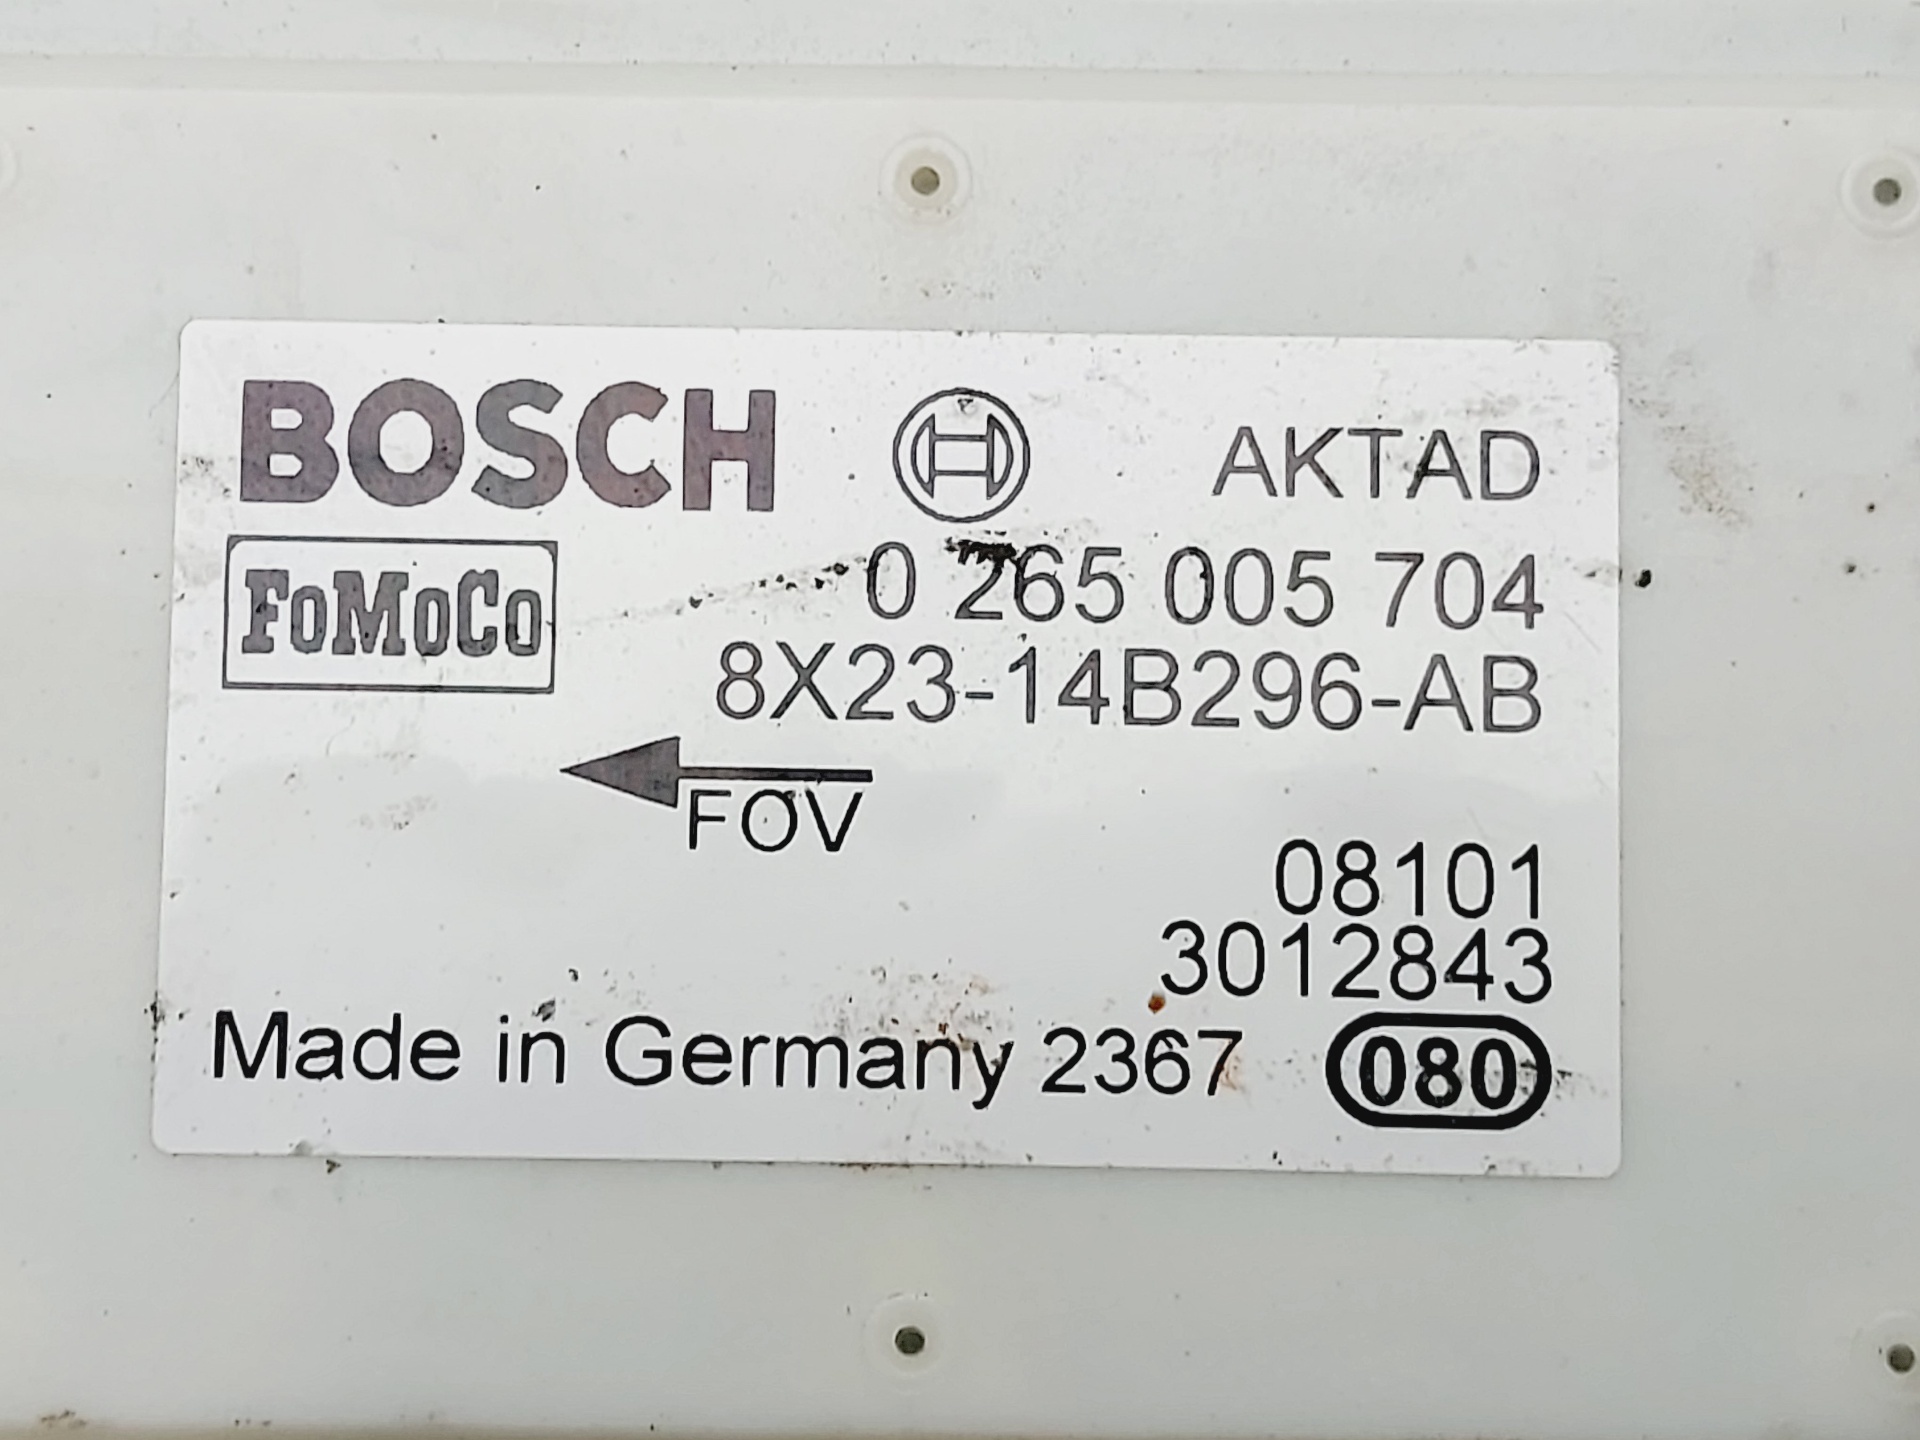 BOSCH AKTAD
FoMoCo 0 265 005 704
8X23-14B296-AB
FOV
08101
3012843
Made in Germany 2367 080